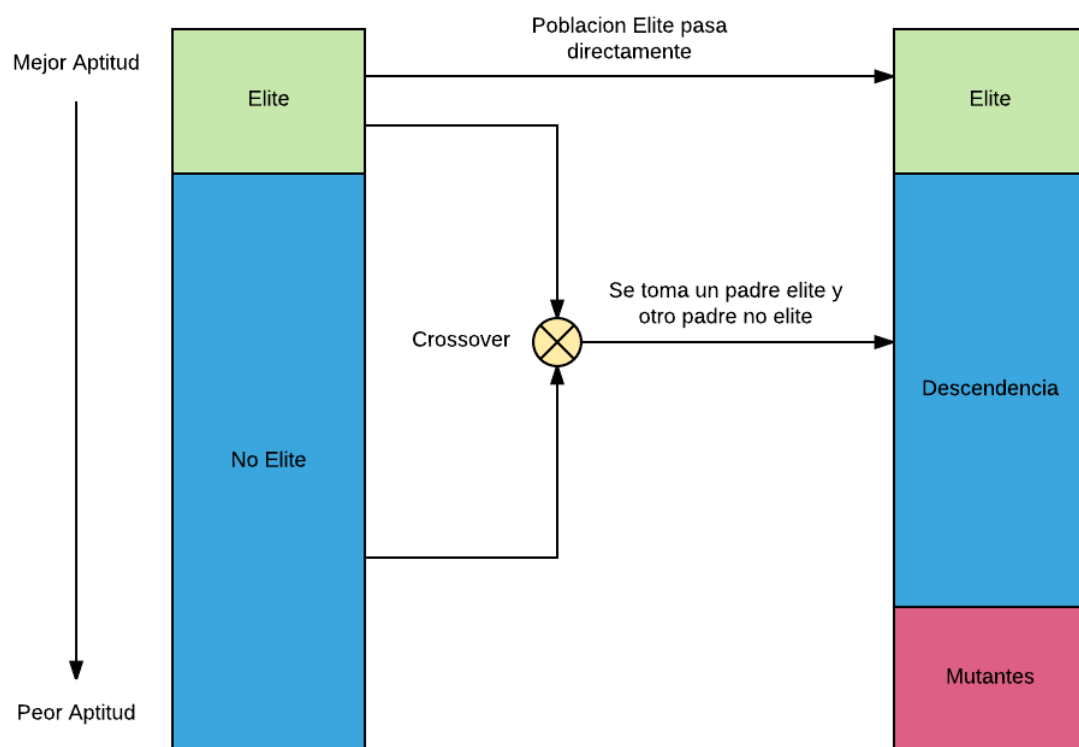 Poblacion Elite pasa
directamente
Mejor Aptitud
Elite
Elite
Se toma un padre elite y
otro padre no elite
Crossover
Descendencia
No Elite
Mutantes
Peor Aptitud